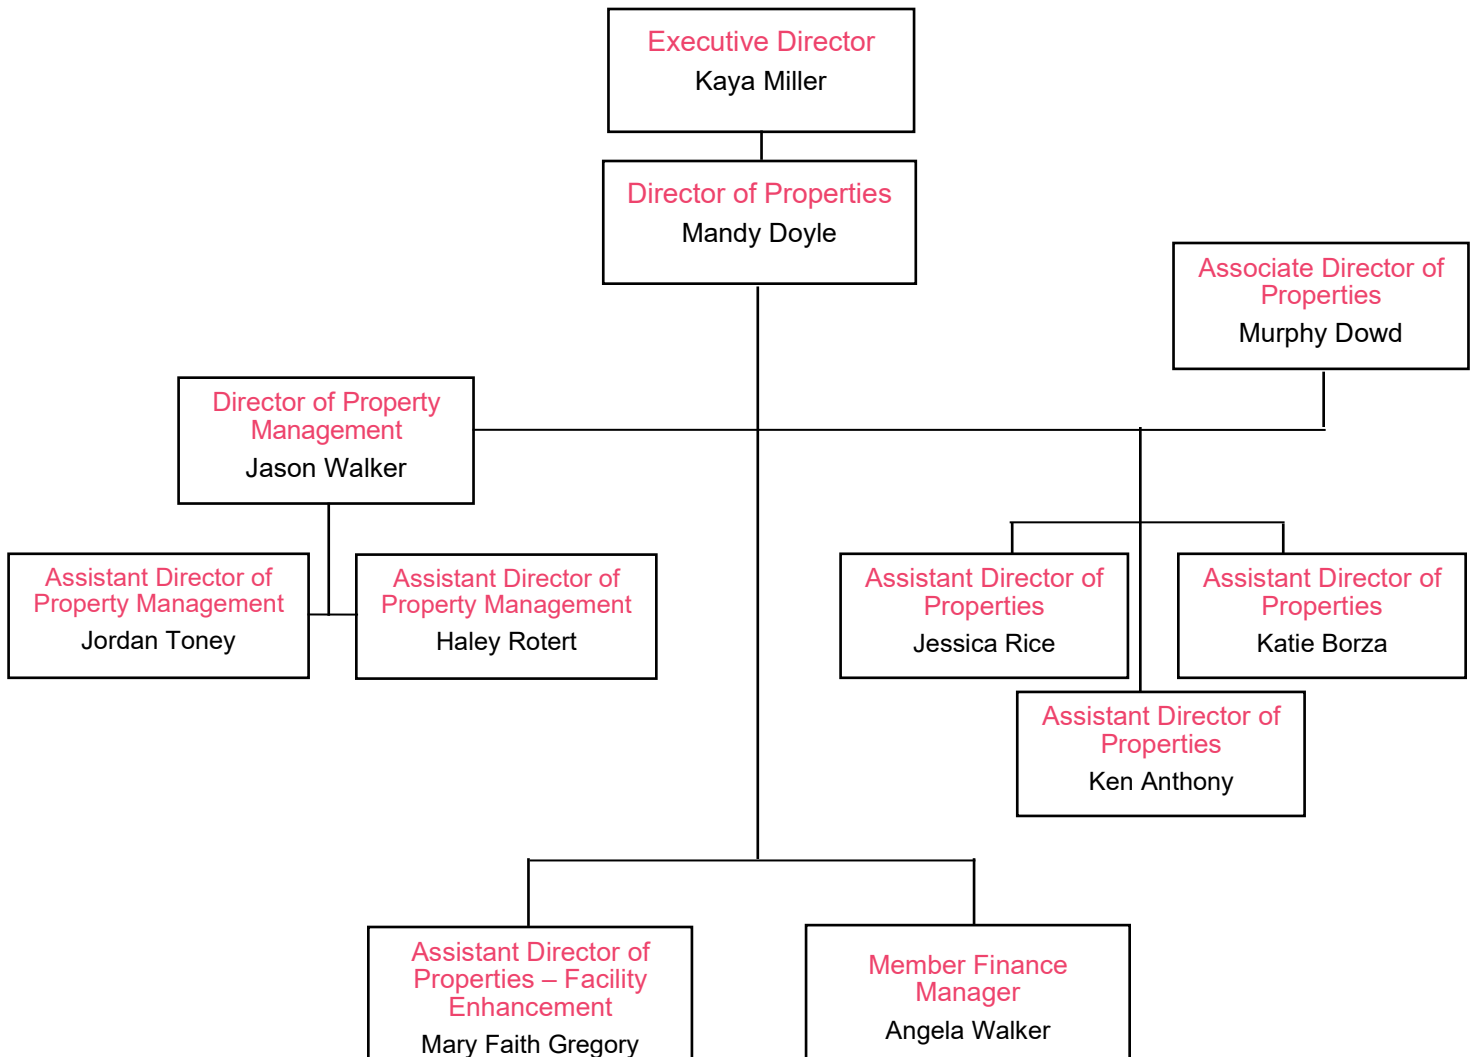 Executive Director
Kaya Miller
Director of Properties
Mandy Doyle
Associate Director of
Properties
Murphy Dowd
Director of Property
Management
Jason Walker
Assistant Director of
Property Management
Jordan Toney
Assistant Director of
Property Management
Haley Rotert
Assistant Director of
Properties
Jessica Rice
Assistant Director of
Properties
Katie Borza
Assistant Director of
Properties
Ken Anthony
Assistant Director of
Properties – Facility
Enhancement
Mary Faith Gregory
Member Finance
Manager
Angela Walker